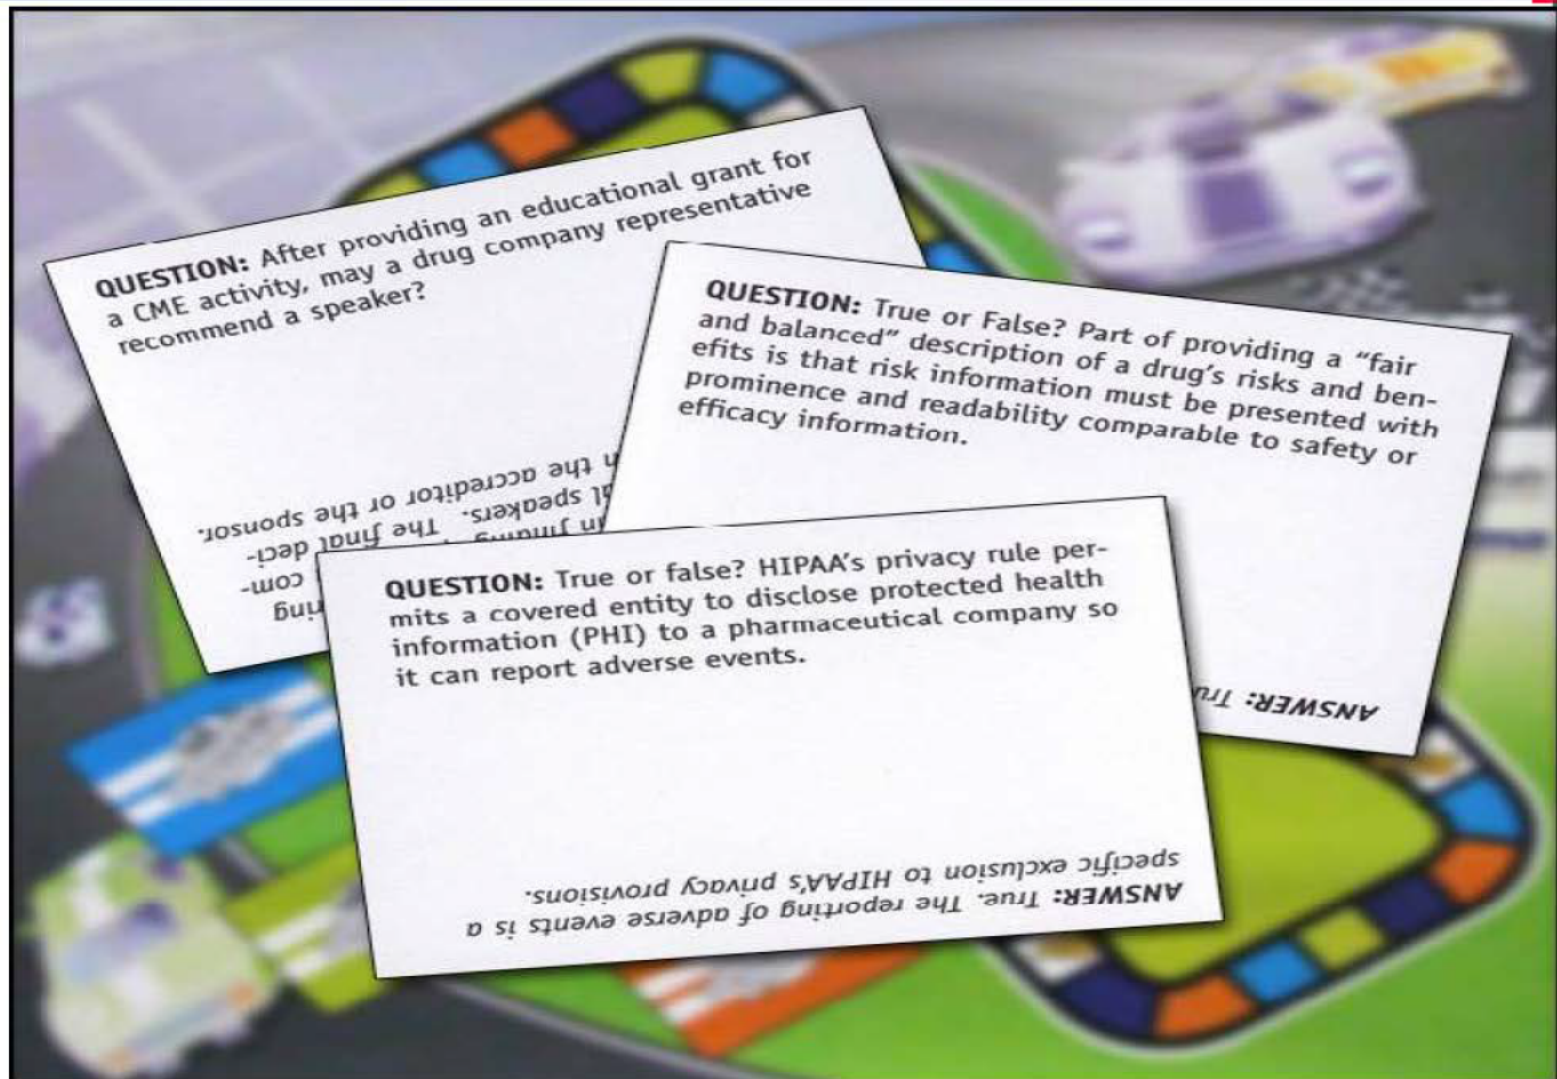 QUESTION: After providing an educational grant for
a CME activity, may a drug company representative
recommend a speaker?
the accreditor or the sponsor.
speakers. The final deci-
com-
QUESTION: True or False? Part of providing a “fair
and balanced” description of a drug’s risks and ben-
efits is that risk information must be presented with
prominence and readability comparable to safety or
efficacy information.
ANSWER:
QUESTION: True or false? HIPAA’s privacy rule per-
mits a covered entity to disclose protected health
information (PHI) to a pharmaceutical company so
it can report adverse events.
ANSWER: True. The reporting of adverse events is a
specific exclusion to HIPAA’s privacy provisions.